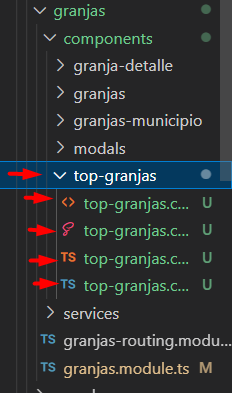 granjas
components
granja-detalle
granjas
granjas-municipio
modals
top-granjas
top-granjas.c... U
top-granjas.c... U
TS top-granjas.c... U
TS top-granjas.c... U
services
TS granjas-routing.modu...
TS granjas.module.ts M